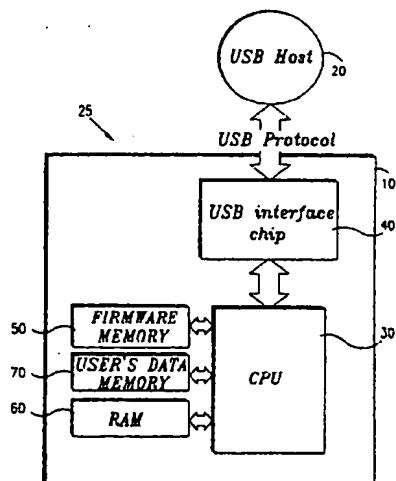 USB Host
20
25
USB Protocol
10
USB interface
chip
40
50
FIRMWARE
MEMORY
30
70
USER'S DATA
MEMORY
CPU
60
RAM